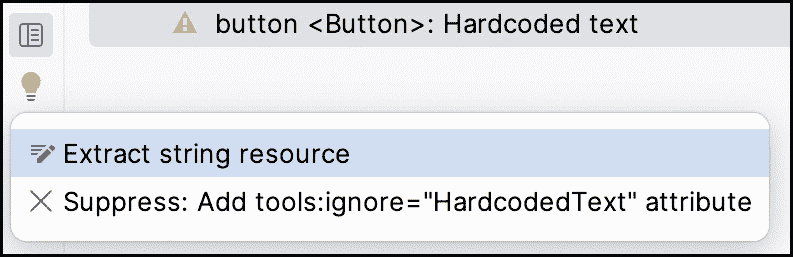 button <Button>: Hardcoded text
Extract string resource
Suppress: Add tools:ignore="HardcodedText" attribute